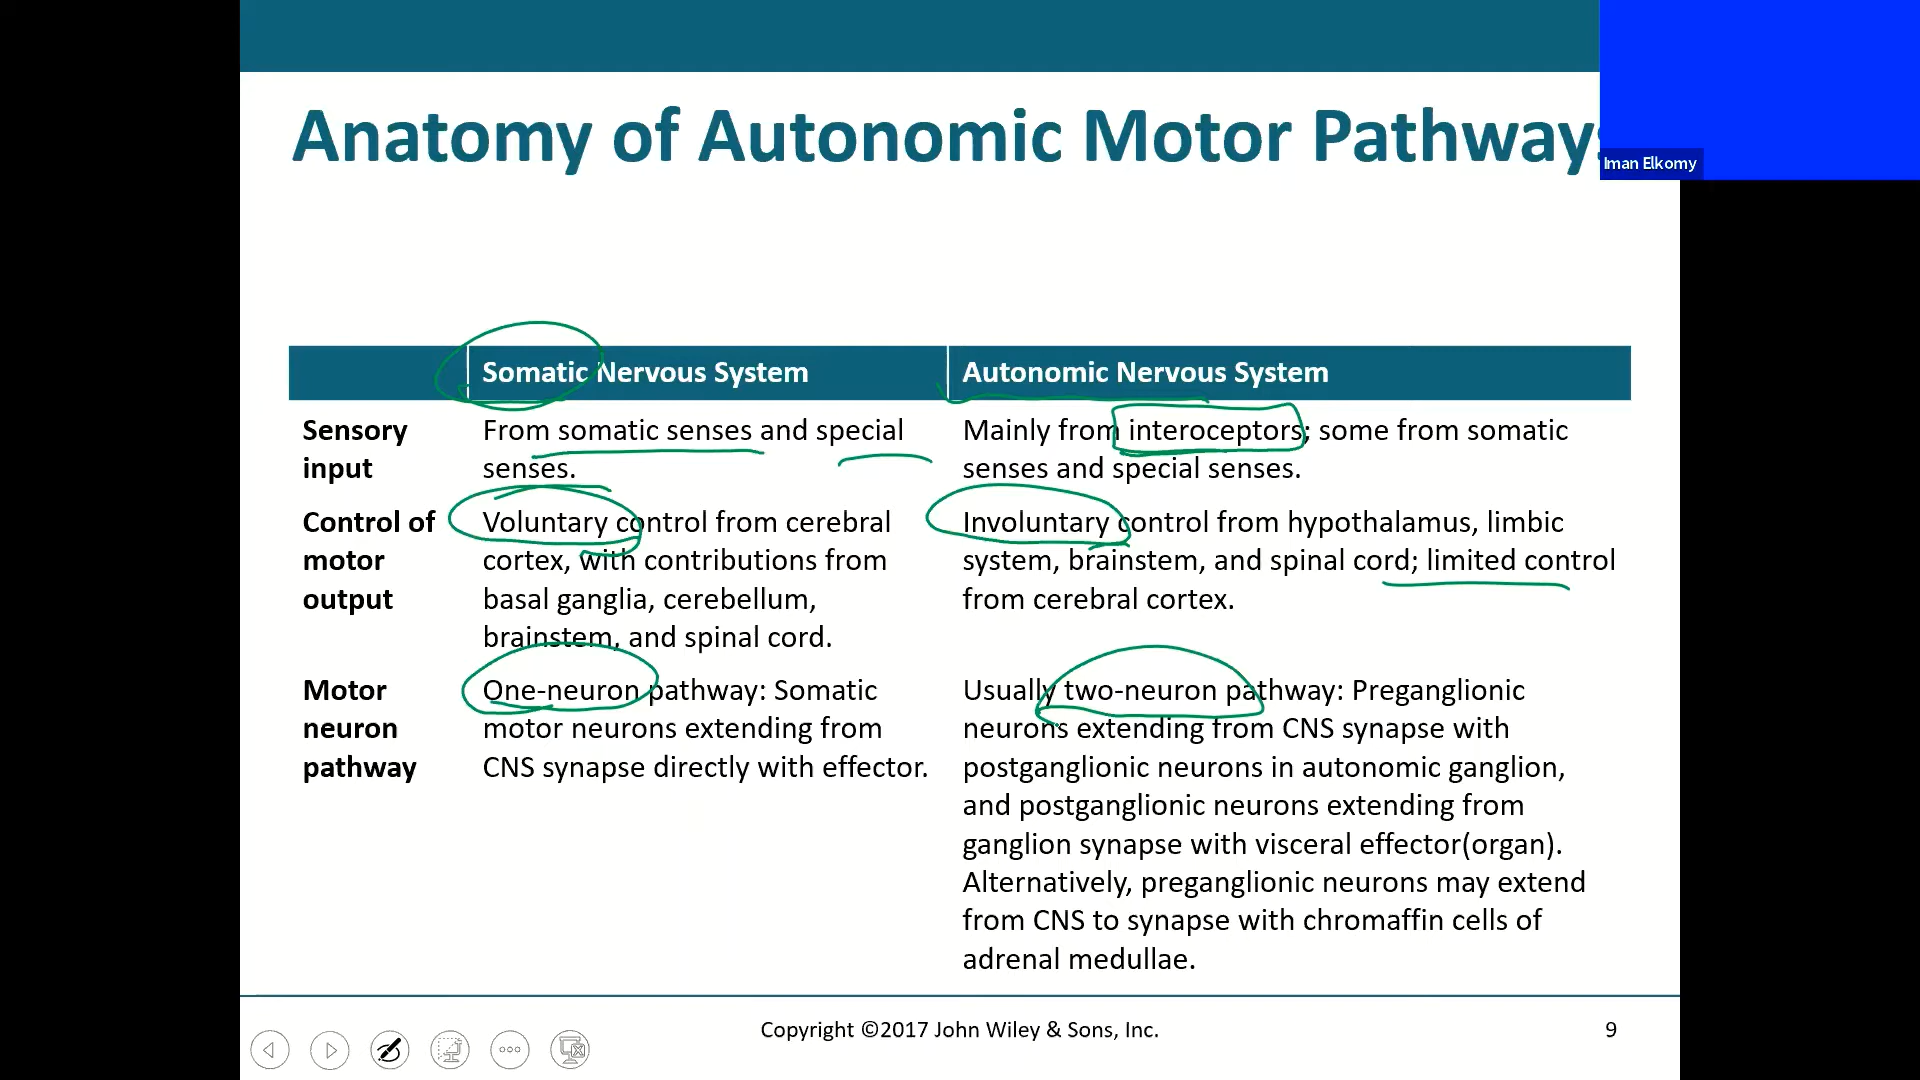 Anatomy of Autonomic Motor Pathways
Iman Elkomy
Somatic Nervous System
Autonomic Nervous System
Sensory
input
From somatic senses and special
senses.
Mainly from interoceptors; some from somatic
senses and special senses.
Control of
motor
output
Voluntary control from cerebral
cortex, with contributions from
basal ganglia, cerebellum,
brainstem, and spinal cord.
Involuntary control from hypothalamus, limbic
system, brainstem, and spinal cord; limited control
from cerebral cortex.
Motor
neuron
pathway
One-neuron pathway: Somatic
motor neurons extending from
CNS synapse directly with effector.
Usually two-neuron pathway: Preganglionic
neurons extending from CNS synapse with
postganglionic neurons in autonomic ganglion,
and postganglionic neurons extending from
ganglion synapse with visceral effector(organ).
Alternatively, preganglionic neurons may extend
from CNS to synapse with chromaffin cells of
adrenal medullae.
Copyright ©2017 John Wiley & Sons, Inc.
9